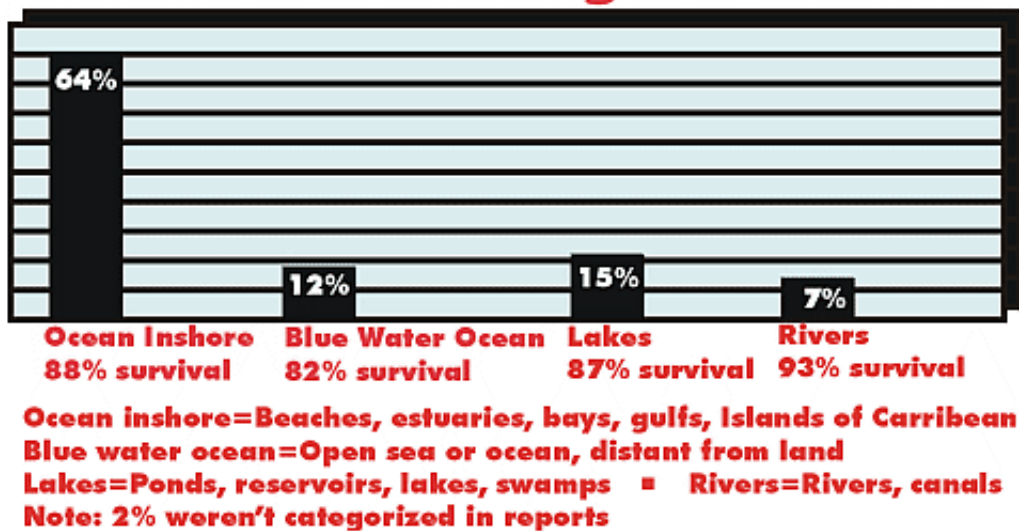 64%
12%
15%
7%
Ocean Inshore
88% survival
Blue Water Ocean
82% survival
Lakes
87% survival
Rivers
93% survival
Ocean inshore=Beaches, estuaries, bays, gulfs, Islands of Carribean
Blue water ocean=Open sea or ocean, distant from land
Lakes=Ponds, reservoirs, lakes, swamps ▪ Rivers=Rivers, canals
Note: 2% weren't categorized in reports